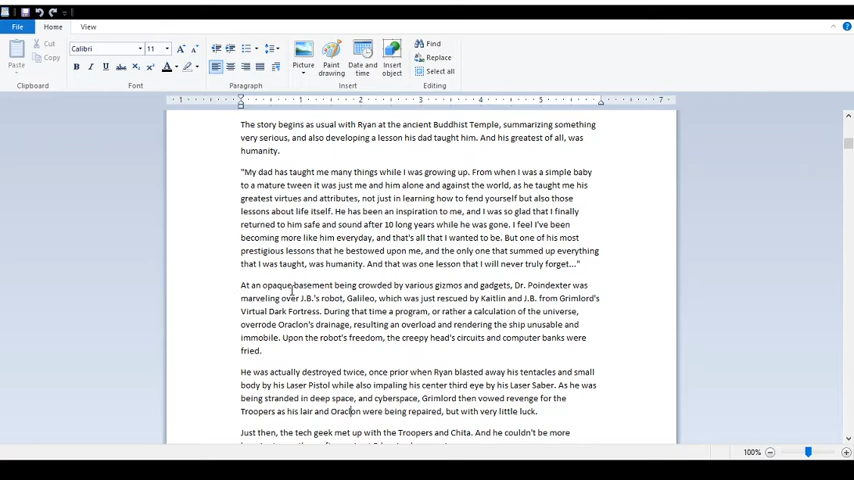 File Home View
Cut
Copy
Paste
Clipboard
Calibri 11
B I U abc X₂ X² A
Font
Paragraph
Picture
Paint drawing
Date and time
Insert object
Insert
Find
Replace
Select all
Editing
1 1 2 3 4 5 7
The story begins as usual with Ryan at the ancient Buddhist Temple, summarizing something
very serious, and also developing a lesson his dad taught him. And his greatest of all, was
humanity.
"My dad has taught me many things while I was growing up. From when I was a simple baby
to a mature tween it was just me and him alone and against the world, as he taught me his
greatest virtues and attributes, not just in learning how to fend yourself but also those
lessons about life itself. He has been an inspiration to me, and I was so glad that I finally
returned to him safe and sound after 10 long years while he was gone. I feel I've been
becoming more like him everyday, and that's all that I wanted to be. But one of his most
prestigious lessons that he bestowed upon me, and the only one that summed up everything
that I was taught, was humanity. And that was one lesson that I will never truly forget..."
At an opaque basement being crowded by various gizmos and gadgets, Dr. Poindexter was
marveling over J.B.'s robot, Galileo, which was just rescued by Kaitlin and J.B. from Grimlord's
Virtual Dark Fortress. During that time a program, or rather a calculation of the universe,
overrode Oraclon's drainage, resulting an overload and rendering the ship unusable and
immobile. Upon the robot's freedom, the creepy head's circuits and computer banks were
fried.
He was actually destroyed twice, once prior when Ryan blasted away his tentacles and small
body by his Laser Pistol while also impaling his center third eye by his Laser Saber. As he was
being stranded in deep space, and cyberspace, Grimlord then vowed revenge for the
Troopers as his lair and Oraclon were being repaired, but with very little luck.
Just then, the tech geek met up with the Troopers and Chita. And he couldn't be more
100%